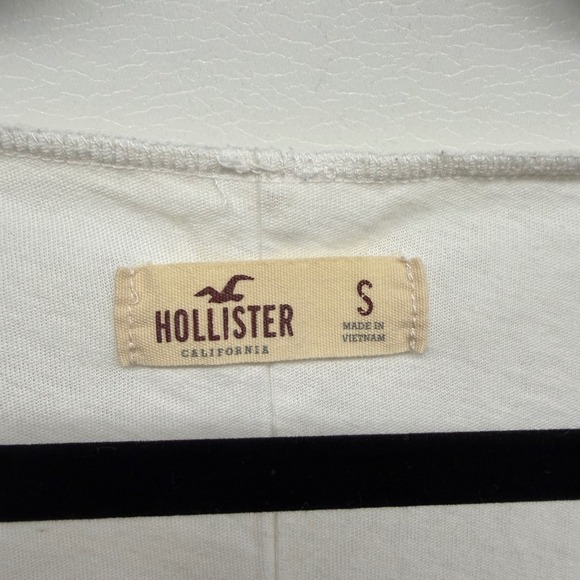 HOLLISTER
CALIFORNIA
S
MADE IN
VIETNAM